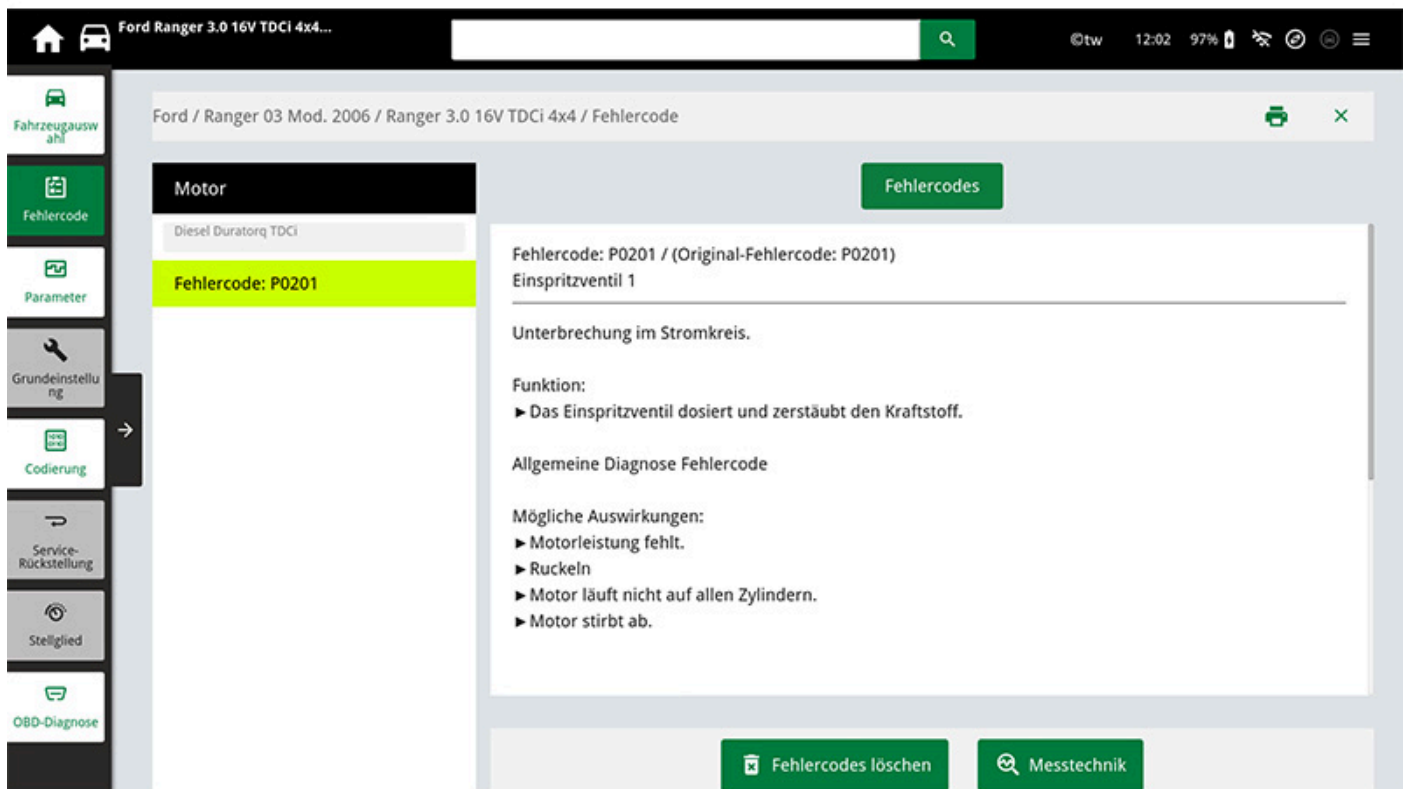 Ford Ranger 3.0 16V TDCi 4x4...
©tw 12:02 97%
Fahrzeugausw
ahl
Fehlercode
Parameter
Grundeinstellu
ng
Codierung
Service-
Rückstellung
Stellglied
OBD-Diagnose
Ford / Ranger 03 Mod. 2006 / Ranger 3.0 16V TDCi 4x4 / Fehlercode
Motor
Diesel Duratorq TDCi
Fehlercode: P0201
Fehlercodes
Fehlercode: P0201 / (Original-Fehlercode: P0201)
Einspritzventil 1
Unterbrechung im Stromkreis.
Funktion:
►Das Einspritzventil dosiert und zerstäubt den Kraftstoff.
Allgemeine Diagnose Fehlercode
Mögliche Auswirkungen:
►Motorleistung fehlt.
►Ruckeln
►Motor läuft nicht auf allen Zylindern.
►Motor stirbt ab.
Fehlercodes löschen
Messtechnik